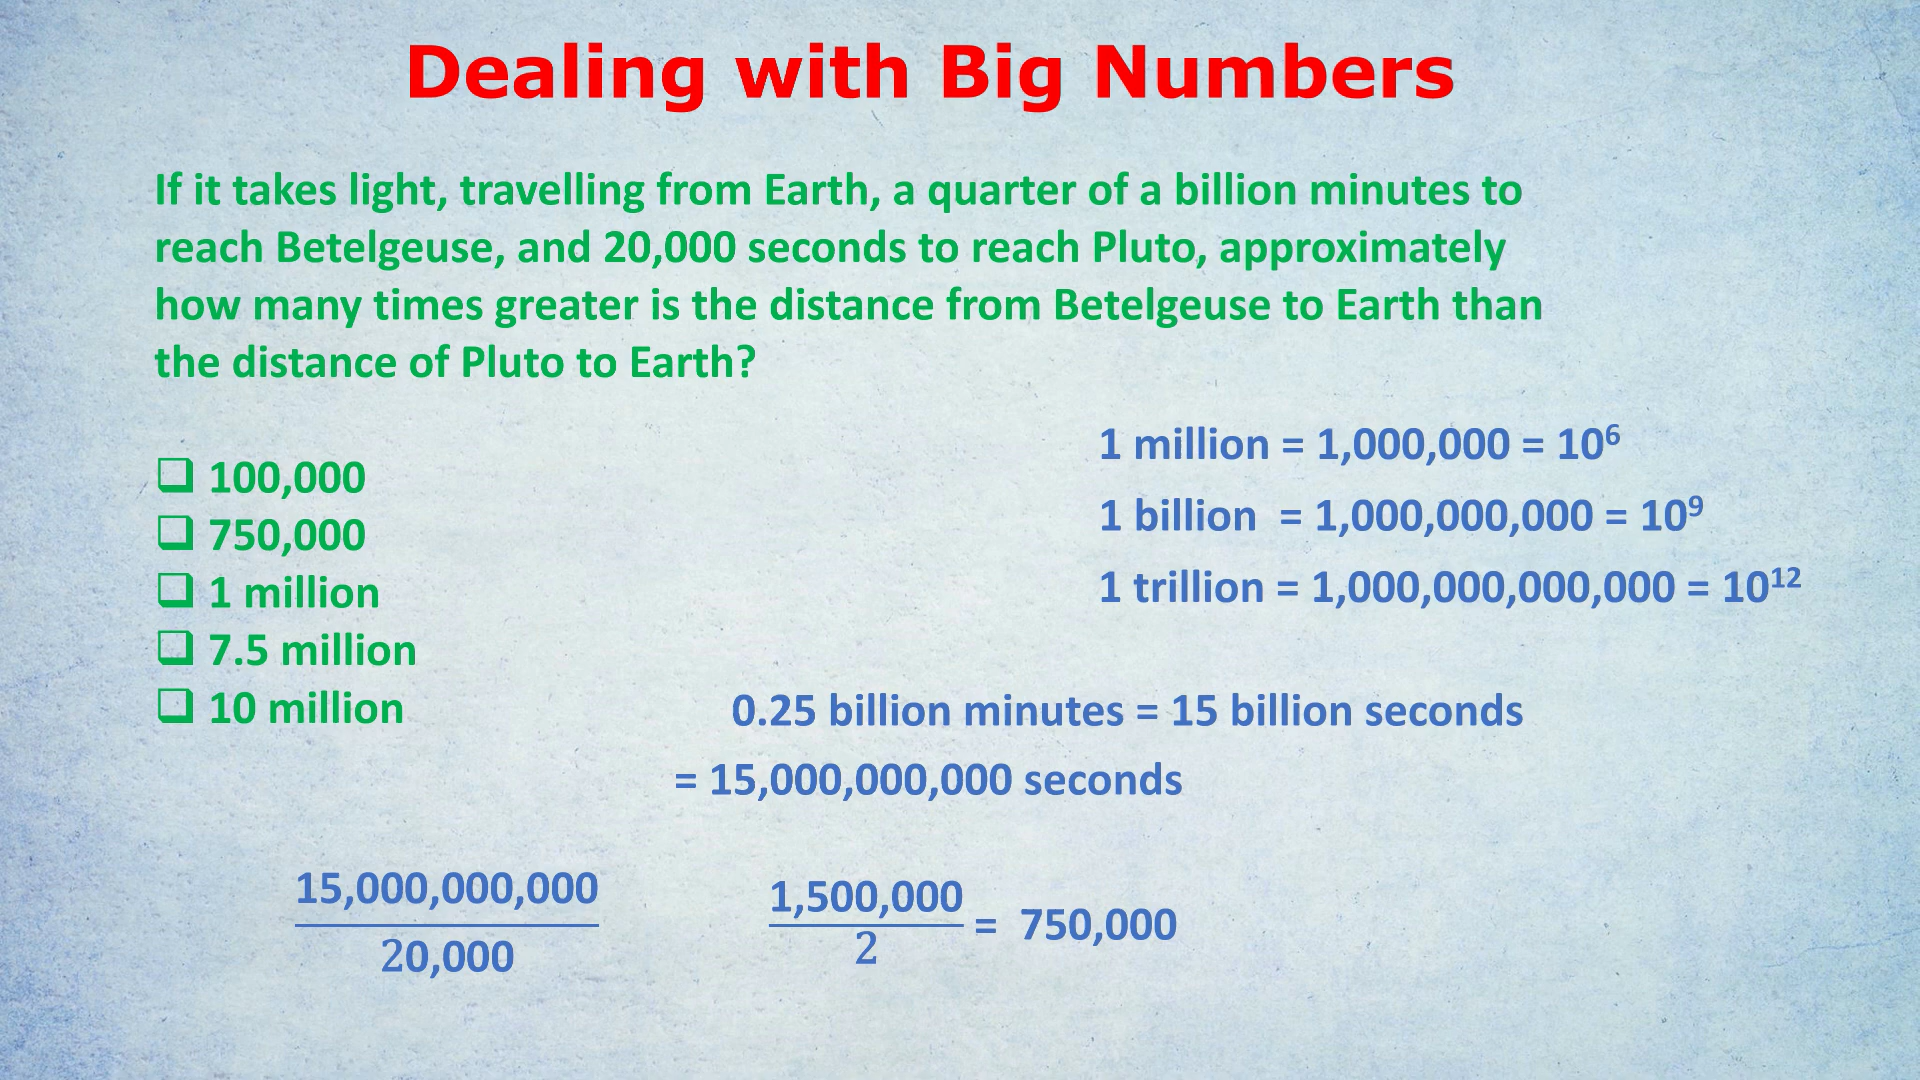 Dealing with Big Numbers
If it takes light, travelling from Earth, a quarter of a billion minutes to
reach Betelgeuse, and 20,000 seconds to reach Pluto, approximately
how many times greater is the distance from Betelgeuse to Earth than
the distance of Pluto to Earth?
❑ 100,000
❑ 750,000
❑ 1 million
❑ 7.5 million
❑ 10 million
1 million = 1,000,000 = 10⁶
1 billion = 1,000,000,000 = 10⁹
1 trillion = 1,000,000,000,000 = 10¹²
0.25 billion minutes = 15 billion seconds
= 15,000,000,000 seconds
15,000,000,000
20,000
1,500,000
2
= 750,000